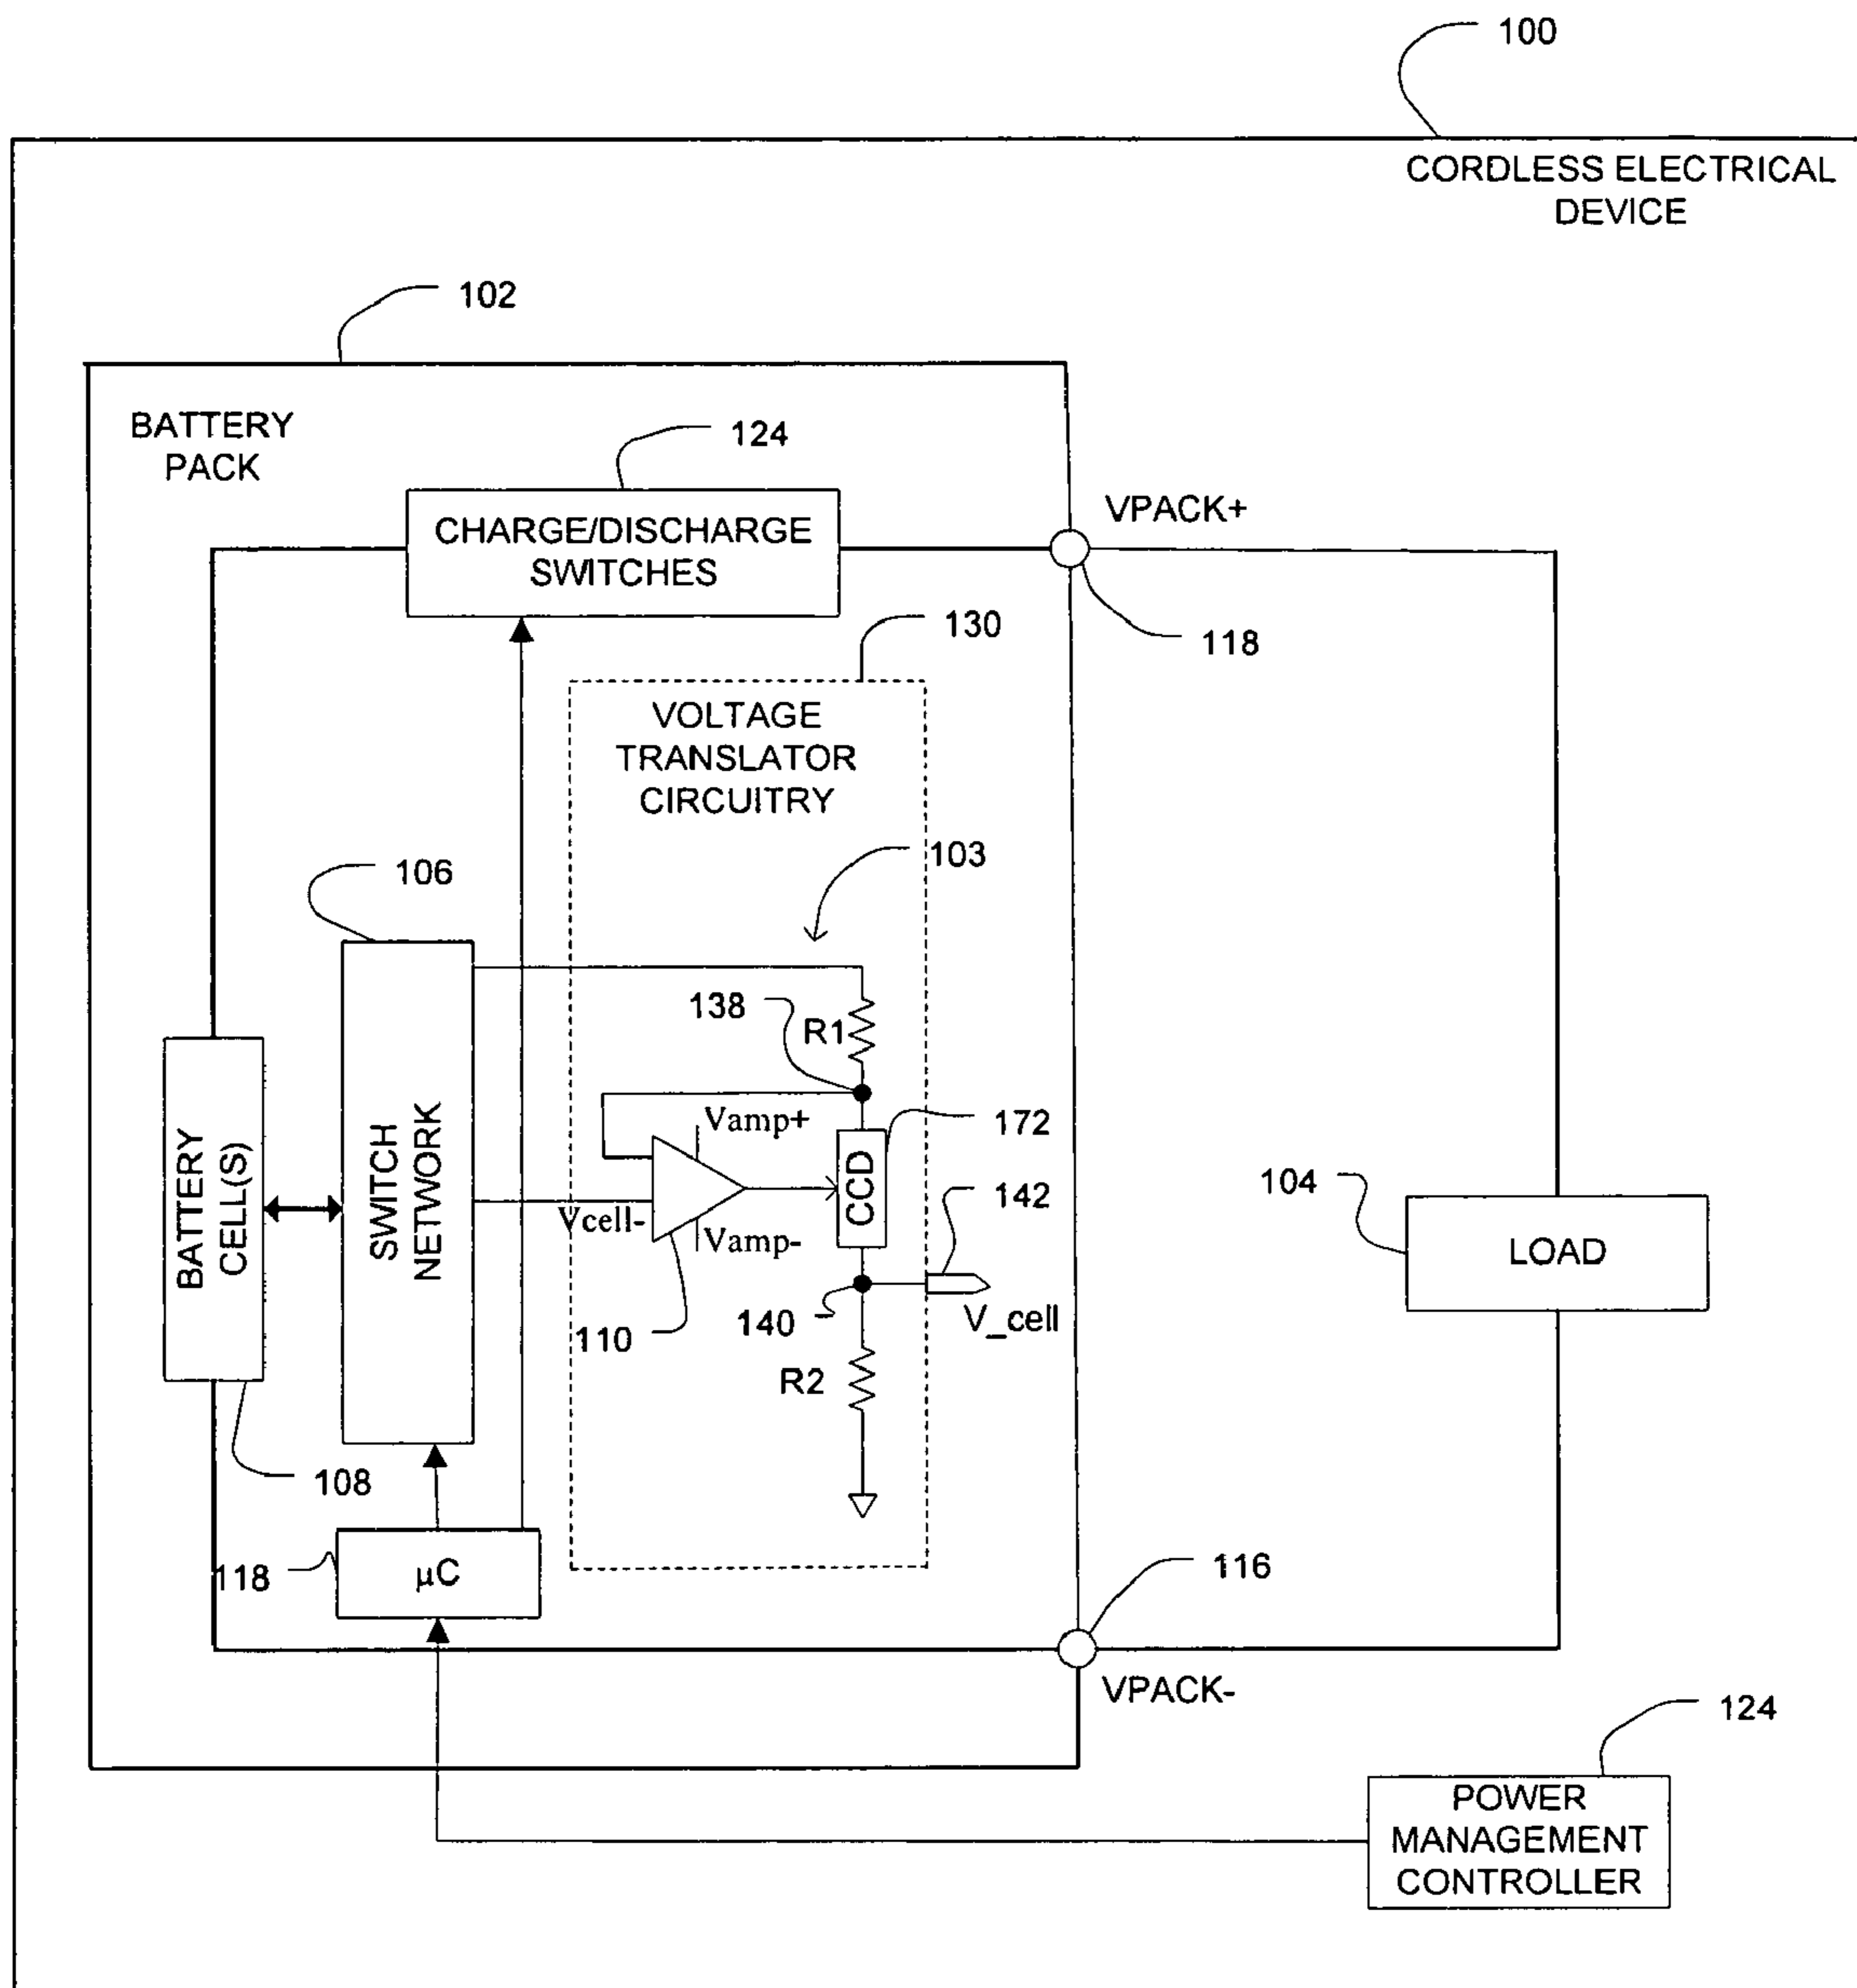 100
CORDLESS ELECTRICAL
DEVICE
102
BATTERY
PACK
124
CHARGE/DISCHARGE
SWITCHES
VPACK+
118
130
VOLTAGE
TRANSLATOR
CIRCUITRY
103
106
138
R1
Vamp+
172
BATTERY
CELL(S)
SWITCH
NETWORK
CCD
Vcell-
Vamp-
142
104
LOAD
110
140
V_cell
R2
108
118
μC
116
VPACK-
124
POWER
MANAGEMENT
CONTROLLER